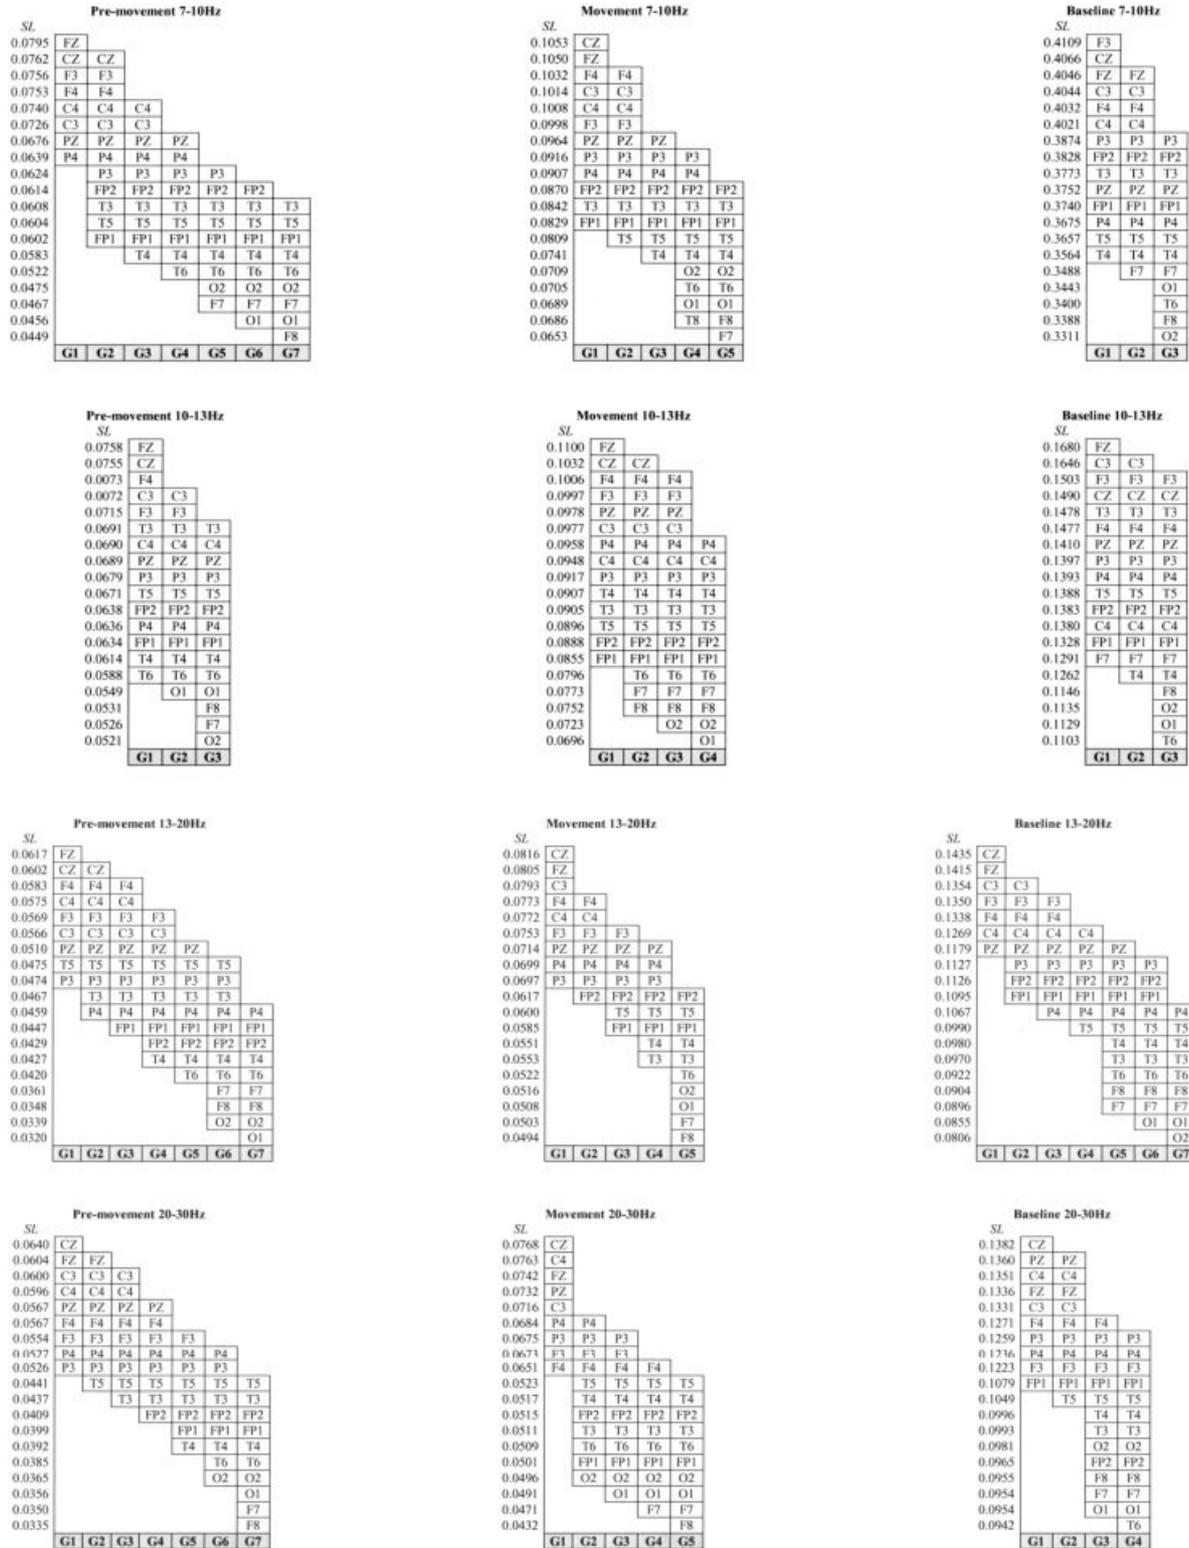 Pre-movement 7-10Hz
SL
0.0795 FZ
0.0762 CZ CZ
0.0756 F3 F3
0.0753 F4 F4
0.0740 C4 C4 C4
0.0726 C3 C3 C3
0.0676 PZ PZ PZ PZ
0.0639 P4 P4 P4 P4
0.0624 P3 P3 P3 P3
0.0614 FP2 FP2 FP2 FP2 FP2
0.0608 T3 T3 T3 T3 T3 T3
0.0604 T5 T5 T5 T5 T5 T5
0.0602 FP1 FP1 FP1 FP1 FP1 FP1
0.0583 T4 T4 T4 T4 T4
0.0522 T6 T6 T6 T6
0.0475 O2 O2 O2
0.0467 F7 F7 F7
0.0456 O1 O1
0.0449 F8
G1 G2 G3 G4 G5 G6 G7
Movement 7-10Hz
SL
0.1053 CZ
0.1050 FZ
0.1032 F4 F4
0.1014 C3 C3
0.1008 C4 C4
0.0998 F3 F3
0.0964 PZ PZ PZ
0.0916 P3 P3 P3 P3
0.0907 P4 P4 P4 P4
0.0870 FP2 FP2 FP2 FP2 FP2
0.0842 T3 T3 T3 T3 T3
0.0829 FP1 FP1 FP1 FP1 FP1
0.0809 T5 T5 T5 T5
0.0741 T4 T4 T4
0.0709 O2 O2
0.0705 T6 T6
0.0689 O1 O1
0.0686 T8 F8
0.0653 F7
G1 G2 G3 G4 G5
Baseline 7-10Hz
SL
0.4109 F3
0.4066 CZ
0.4046 FZ FZ
0.4044 C3 C3
0.4032 F4 F4
0.4021 C4 C4
0.3874 P3 P3 P3
0.3828 FP2 FP2 FP2
0.3773 T3 T3 T3
0.3752 PZ PZ PZ
0.3740 FP1 FP1 FP1
0.3675 P4 P4 P4
0.3657 T5 T5 T5
0.3564 T4 T4 T4
0.3488 F7 F7
0.3443 O1
0.3400 T6
0.3388 F8
0.3311 O2
G1 G2 G3
Pre-movement 10-13Hz
SL
0.0758 FZ
0.0755 CZ
0.0073 F4
0.0072 C3 C3
0.0715 F3 F3
0.0691 T3 T3 T3
0.0690 C4 C4 C4
0.0689 PZ PZ PZ
0.0679 P3 P3 P3
0.0671 T5 T5 T5
0.0638 FP2 FP2 FP2
0.0636 P4 P4 P4
0.0634 FP1 FP1 FP1
0.0614 T4 T4 T4
0.0588 T6 T6 T6
0.0549 O1 O1
0.0531 F8
0.0526 F7
0.0521 O2
G1 G2 G3
Movement 10-13Hz
SL
0.1100 FZ
0.1032 CZ CZ
0.1006 F4 F4 F4
0.0997 F3 F3 F3
0.0978 PZ PZ PZ
0.0977 C3 C3 C3
0.0958 P4 P4 P4 P4
0.0948 C4 C4 C4 C4
0.0917 P3 P3 P3 P3
0.0907 T4 T4 T4 T4
0.0905 T3 T3 T3 T3
0.0896 T5 T5 T5 T5
0.0888 FP2 FP2 FP2 FP2
0.0855 FP1 FP1 FP1 FP1
0.0796 T6 T6 T6
0.0773 F7 F7 F7
0.0752 F8 F8 F8
0.0723 O2 O2
0.0696 O1
G1 G2 G3 G4
Baseline 10-13Hz
SL
0.1680 FZ
0.1646 C3 C3
0.1503 F3 F3 F3
0.1490 CZ CZ CZ
0.1478 T3 T3 T3
0.1477 F4 F4 F4
0.1410 PZ PZ PZ
0.1397 P3 P3 P3
0.1393 P4 P4 P4
0.1388 T5 T5 T5
0.1383 FP2 FP2 FP2
0.1380 C4 C4 C4
0.1328 FP1 FP1 FP1
0.1291 F7 F7 F7
0.1262 T4 T4
0.1146 F8
0.1135 O2
0.1129 O1
0.1103 T6
G1 G2 G3
Pre-movement 13-20Hz
SL
0.0617 FZ
0.0602 CZ CZ
0.0583 F4 F4 F4
0.0575 C4 C4 C4
0.0569 F3 F3 F3 F3
0.0566 C3 C3 C3 C3
0.0510 PZ PZ PZ PZ PZ
0.0475 T5 T5 T5 T5 T5 T5
0.0474 P3 P3 P3 P3 P3 P3
0.0467 T3 T3 T3 T3 T3
0.0459 P4 P4 P4 P4 P4 P4
0.0447 FP1 FP1 FP1 FP1 FP1
0.0429 FP2 FP2 FP2 FP2
0.0427 T4 T4 T4 T4
0.0420 T6 T6 T6
0.0361 F7 F7
0.0348 F8 F8
0.0339 O2 O2
0.0320 O1
G1 G2 G3 G4 G5 G6 G7
Movement 13-20Hz
SL
0.0816 CZ
0.0805 FZ
0.0793 C3
0.0773 F4 F4
0.0772 C4 C4
0.0753 F3 F3 F3
0.0714 PZ PZ PZ PZ
0.0699 P4 P4 P4 P4
0.0697 P3 P3 P3 P3
0.0617 FP2 FP2 FP2 FP2
0.0600 T5 T5 T5
0.0585 FP1 FP1 FP1
0.0551 T4 T4
0.0553 T3 T3
0.0522 T6
0.0516 O2
0.0508 O1
0.0503 F7
0.0494 F8
G1 G2 G3 G4 G5
Baseline 13-20Hz
SL
0.1435 CZ
0.1415 FZ
0.1354 C3 C3
0.1350 F3 F3 F3
0.1338 F4 F4 F4
0.1269 C4 C4 C4 C4
0.1179 PZ PZ PZ PZ PZ
0.1127 P3 P3 P3 P3 P3
0.1126 FP2 FP2 FP2 FP2 FP2
0.1095 FP1 FP1 FP1 FP1 FP1
0.1067 P4 P4 P4 P4 P4
0.0990 T5 T5 T5 T5
0.0980 T4 T4 T4
0.0970 T3 T3 T3
0.0922 T6 T6 T6
0.0904 F8 F8 F8
0.0896 F7 F7 F7
0.0855 O1 O1
0.0806 O2
G1 G2 G3 G4 G5 G6 G7
Pre-movement 20-30Hz
SL
0.0640 CZ
0.0604 FZ FZ
0.0600 C3 C3 C3
0.0596 C4 C4 C4
0.0567 PZ PZ PZ PZ
0.0567 F4 F4 F4 F4
0.0554 F3 F3 F3 F3 F3
0.0527 P4 P4 P4 P4 P4 P4
0.0526 P3 P3 P3 P3 P3 P3
0.0441 T5 T5 T5 T5 T5 T5
0.0437 T3 T3 T3 T3 T3
0.0409 FP2 FP2 FP2 FP2
0.0399 FP1 FP1 FP1
0.0392 T4 T4 T4
0.0385 T6 T6
0.0365 O2 O2
0.0356 O1
0.0350 F7
0.0335 F8
G1 G2 G3 G4 G5 G6 G7
Movement 20-30Hz
SL
0.0768 CZ
0.0763 C4
0.0742 FZ
0.0732 PZ
0.0716 C3
0.0684 P4 P4
0.0675 P3 P3 P3
0.0673 F3 F3 F3
0.0651 F4 F4 F4 F4
0.0523 T5 T5 T5 T5
0.0517 T4 T4 T4 T4
0.0515 FP2 FP2 FP2 FP2
0.0511 T3 T3 T3 T3
0.0509 T6 T6 T6 T6
0.0501 FP1 FP1 FP1 FP1
0.0496 O2 O2 O2 O2
0.0491 O1 O1 O1
0.0471 F7 F7
0.0432 F8
G1 G2 G3 G4 G5
Baseline 20-30Hz
SL
0.1382 CZ
0.1360 PZ PZ
0.1351 C4 C4
0.1336 FZ FZ
0.1331 C3 C3
0.1271 F4 F4 F4
0.1259 P3 P3 P3 P3
0.1236 P4 P4 P4 P4
0.1223 F3 F3 F3 F3
0.1079 FP1 FP1 FP1 FP1
0.1049 T5 T5 T5
0.0996 T4 T4
0.0993 T3 T3
0.0981 O2 O2
0.0965 FP2 FP2
0.0955 F8 F8
0.0954 F7 F7
0.0954 O1 O1
0.0942 T6
G1 G2 G3 G4